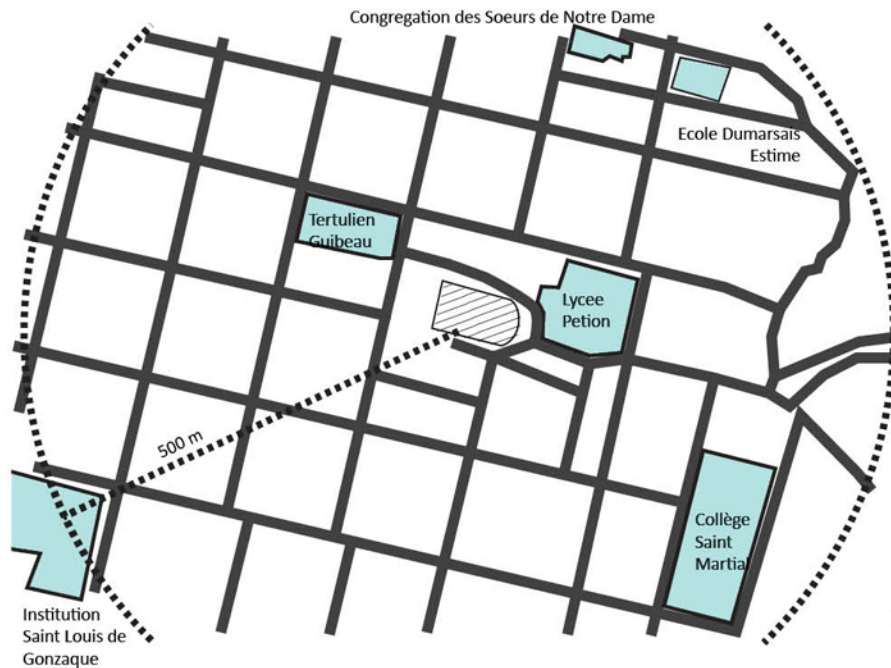 Congregation des Soeurs de Notre Dame
Ecole Dumarsais
Estime
Tertulien
Guibeau
Lycee
Petion
500 m
Collège
Saint
Martial
Institution
Saint Louis de
Gonzaque